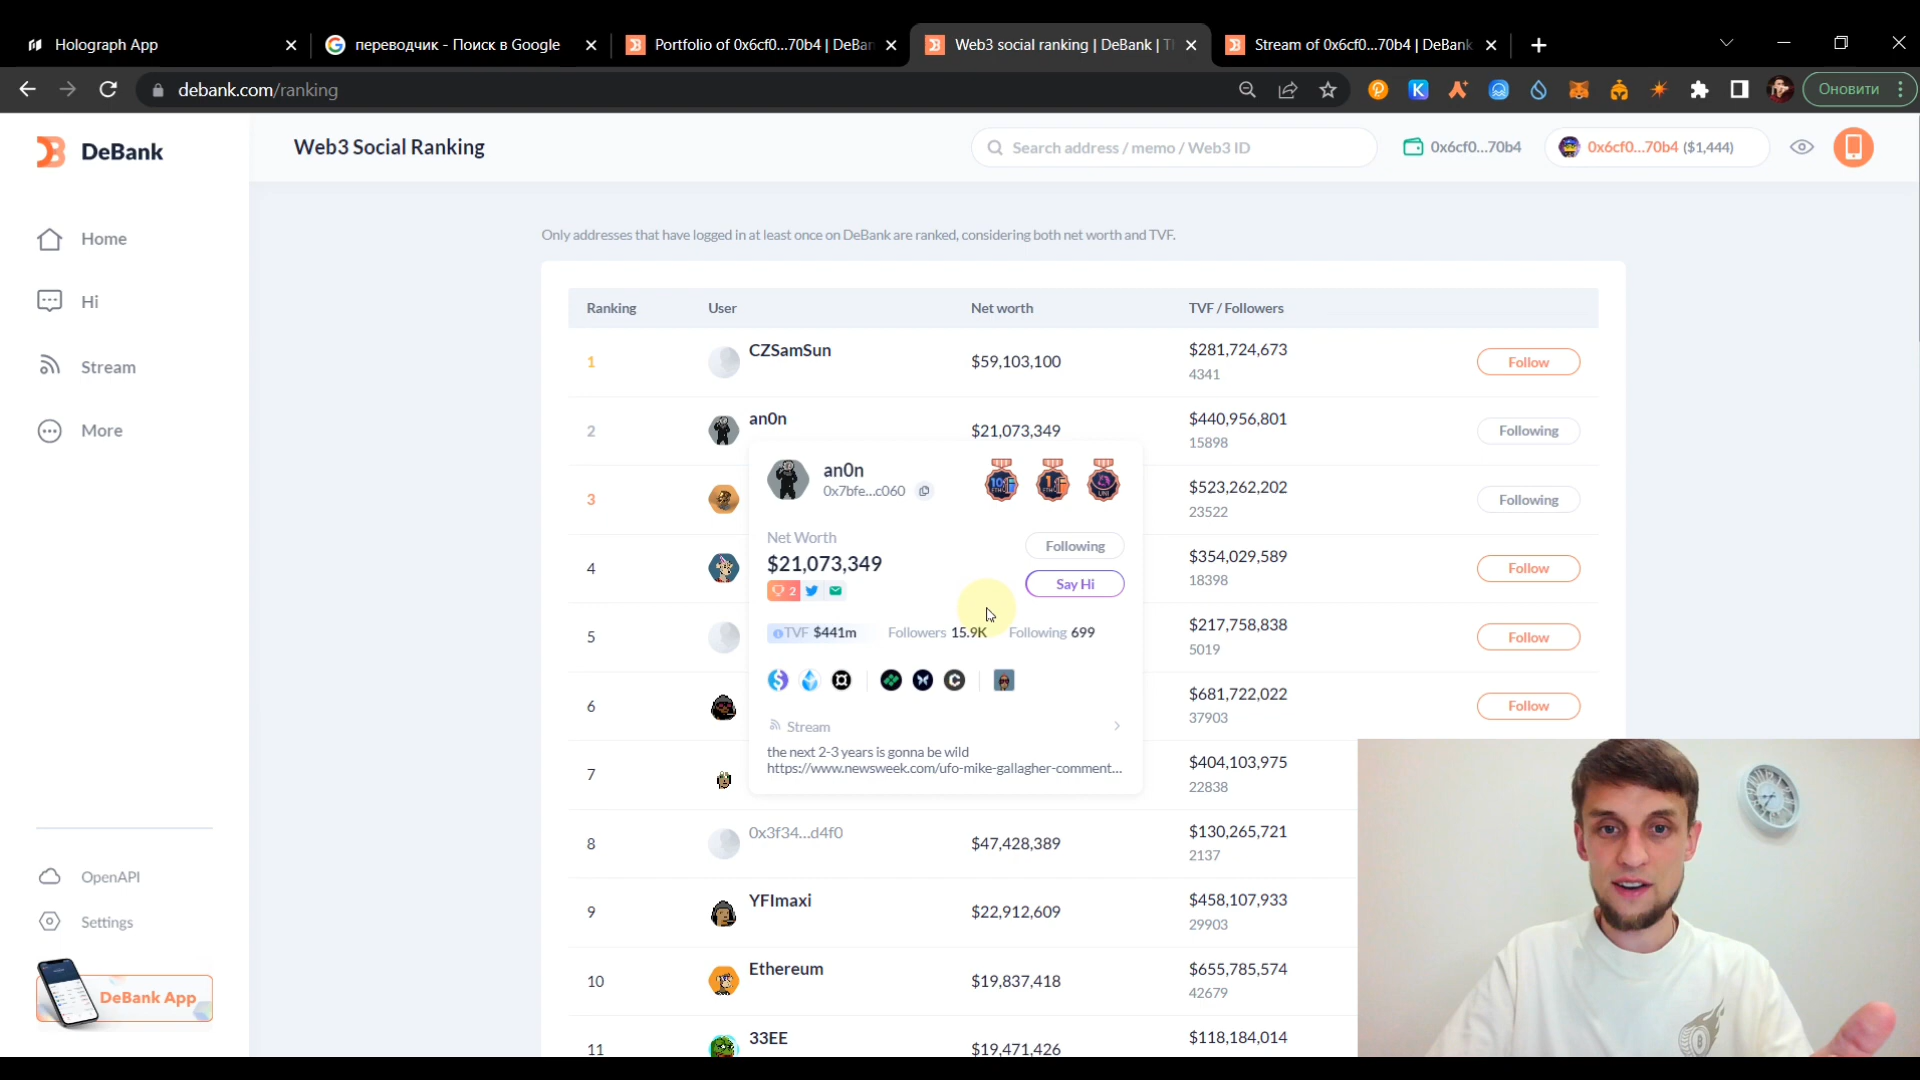 Holograph App
переводчик - Поиск в Google
Portfolio of 0x6cf0...70b4 | DeBan
Web3 social ranking | DeBank | T
Stream of 0x6cf0...70b4 | DeBank
debank.com/ranking
Оновити
DeBank
Web3 Social Ranking
Search address / memo / Web3 ID
0x6cf0...70b4
0x6cf0...70b4 ($1,444)
Home
Hi
Stream
More
OpenAPI
Settings
DeBank App
Only addresses that have logged in at least once on DeBank are ranked, considering both net worth and TVF.
Ranking User Net worth TVF / Followers
1 CZSamSun $59,103,100 $281,724,673 Follow
4341
2 an0n $21,073,349 $440,956,801 Following
15898
3 $523,262,202 Following
23522
4 $354,029,589 Follow
18398
5 $217,758,838 Follow
5019
6 $681,722,022 Follow
37903
7 $404,103,975
22838
8 0x3f34...d4f0 $47,428,389 $130,265,721
2137
9 YFImaxi $22,912,609 $458,107,933
29903
10 Ethereum $19,837,418 $655,785,574
42679
11 33EE $19,471,426 $118,184,014
an0n
0x7bfe...c060
Net Worth
$21,073,349
2
Following
Say Hi
TVF $441m Followers 15.9K Following 699
Stream
the next 2-3 years is gonna be wild
https://www.newsweek.com/ufo-mike-gallagher-comment...